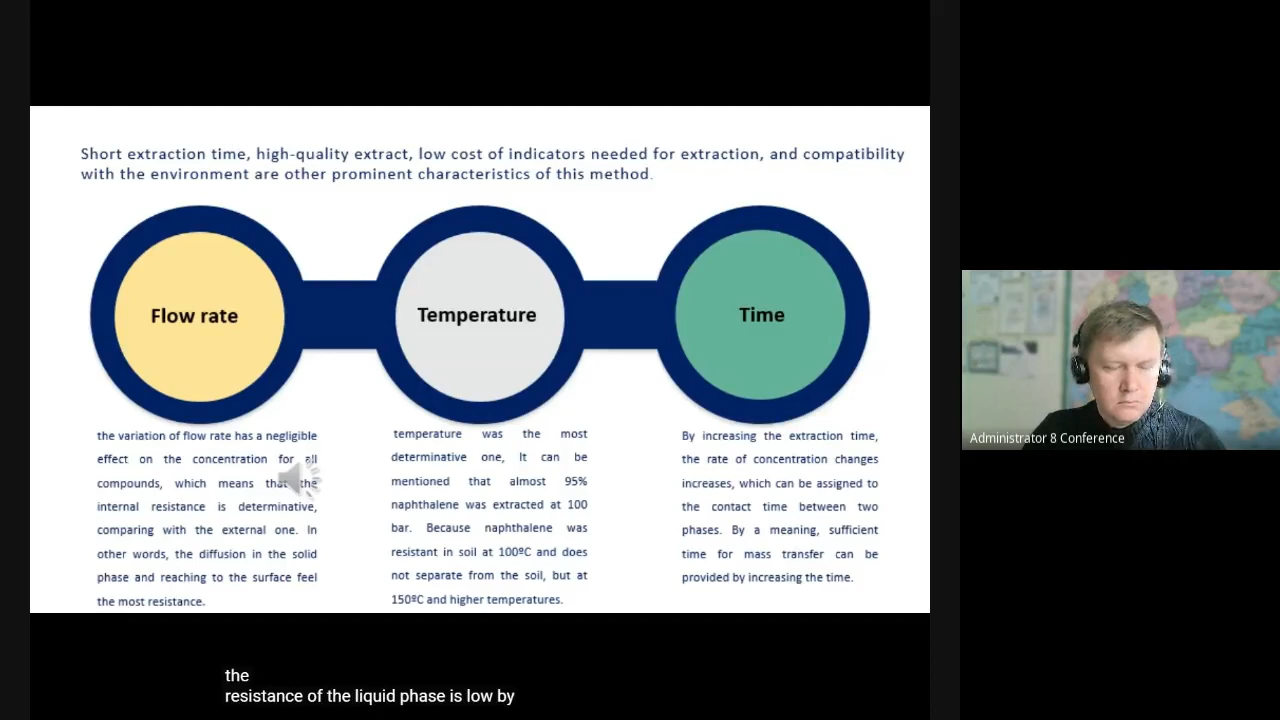 Short extraction time, high-quality extract, low cost of indicators needed for extraction, and compatibility
with the environment are other prominent characteristics of this method.
Flow rate
Temperature
Time
the variation of flow rate has a negligible
effect on the concentration for all
compounds, which means that the
internal resistance is determinative,
comparing with the external one. In
other words, the diffusion in the solid
phase and reaching to the surface feel
the most resistance.
temperature was the most
determinative one, It can be
mentioned that almost 95%
naphthalene was extracted at 100
bar. Because naphthalene was
resistant in soil at 100ºC and does
not separate from the soil, but at
150ºC and higher temperatures.
By increasing the extraction time,
the rate of concentration changes
increases, which can be assigned to
the contact time between two
phases. By a meaning, sufficient
time for mass transfer can be
provided by increasing the time.
Administrator 8 Conference
the
resistance of the liquid phase is low by